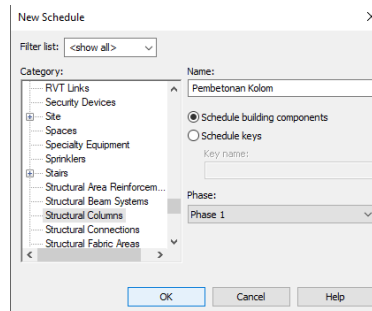 New Schedule
Filter list: <show all>
Category:
RVT Links
Security Devices
Site
Spaces
Specialty Equipment
Sprinklers
Stairs
Structural Area Reinforcem...
Structural Beam Systems
Structural Columns
Structural Connections
Structural Fabric Areas
Name:
Pembetonan Kolom
Schedule building components
Schedule keys
Key name:
Phase:
Phase 1
OK Cancel Help